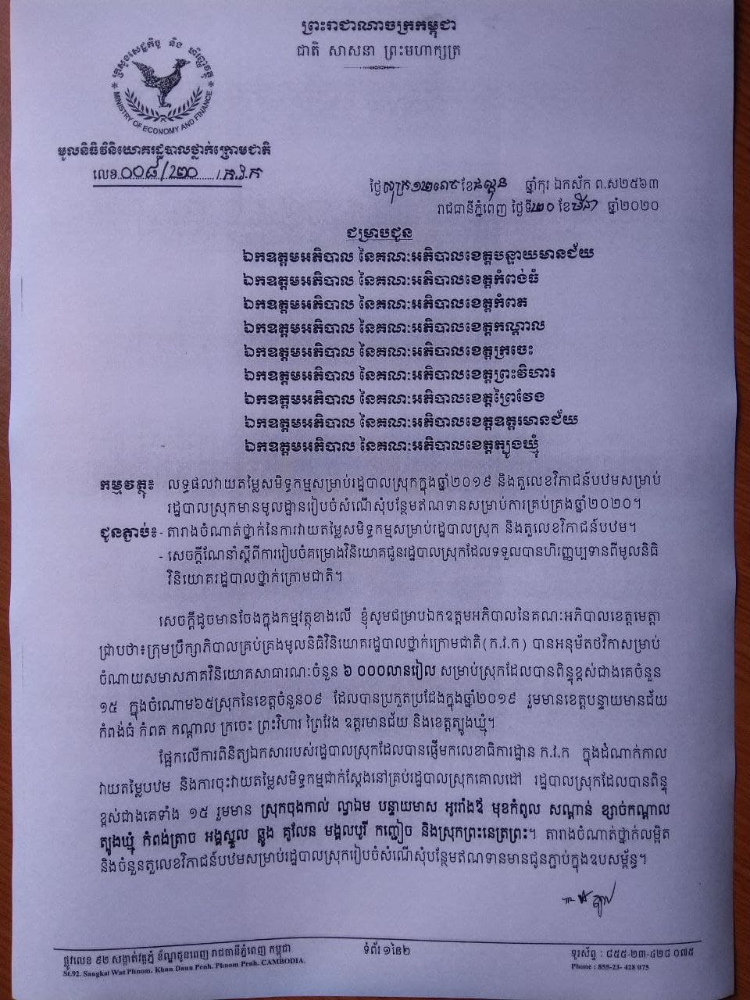 ព្រះរាជាណាចក្រកម្ពុជា
ជាតិ សាសនា ព្រះមហាក្សត្រ
ក្រសួងសេដ្ឋកិច្ច និង ហិរញ្ញវត្ថុ
MINISTRY OF ECONOMY AND FINANCE
មូលនិធិវិនិយោគរដ្ឋបាលថ្នាក់ក្រោមជាតិ
លេខ ០០៨/២០ / ក.វ.ក
ថ្ងៃសុក្រ ១២រោច ខែផល្គុន ឆ្នាំកុរ ឯកស័ក ព.ស២៥៦៣
រាជធានីភ្នំពេញ ថ្ងៃទី២០ ខែមីនា ឆ្នាំ២០២០
ជម្រាបជូន
ឯកឧត្តមអភិបាល នៃគណៈអភិបាលខេត្តបន្ទាយមានជ័យ
ឯកឧត្តមអភិបាល នៃគណៈអភិបាលខេត្តកំពង់ធំ
ឯកឧត្តមអភិបាល នៃគណៈអភិបាលខេត្តកំពត
ឯកឧត្តមអភិបាល នៃគណៈអភិបាលខេត្តកណ្តាល
ឯកឧត្តមអភិបាល នៃគណៈអភិបាលខេត្តក្រចេះ
ឯកឧត្តមអភិបាល នៃគណៈអភិបាលខេត្តព្រះវិហារ
ឯកឧត្តមអភិបាល នៃគណៈអភិបាលខេត្តព្រៃវែង
ឯកឧត្តមអភិបាល នៃគណៈអភិបាលខេត្តឧត្តរមានជ័យ
ឯកឧត្តមអភិបាល នៃគណៈអភិបាលខេត្តត្បូងឃ្មុំ
កម្មវត្ថុ៖ លទ្ធផលវាយតម្លៃសមិទ្ធកម្មសម្រាប់រដ្ឋបាលស្រុកក្នុងឆ្នាំ២០១៩ និងតួលេខវិភាជន៍បឋមសម្រាប់
រដ្ឋបាលស្រុកមានមូលដ្ឋានរៀបចំសំណើសុំបន្ថែមឥណទានសម្រាប់ការគ្រប់គ្រងឆ្នាំ២០២០។
ជូនភ្ជាប់៖ - តារាងចំណាត់ថ្នាក់នៃការវាយតម្លៃសមិទ្ធកម្មសម្រាប់រដ្ឋបាលស្រុក និងតួលេខវិភាជន៍បឋម។
- សេចក្តីណែនាំស្តីពីការរៀបចំគម្រោងវិនិយោគជូនរដ្ឋបាលស្រុកដែលទទួលបានហិរញ្ញប្បទានពីមូលនិធិ
វិនិយោគរដ្ឋបាលថ្នាក់ក្រោមជាតិ។
សេចក្តីដូចមានចែងក្នុងកម្មវត្ថុខាងលើ ខ្ញុំសូមជម្រាបឯកឧត្តមអភិបាលនៃគណៈអភិបាលខេត្តមេត្តា
ជ្រាបថា៖ក្រុមប្រឹក្សាភិបាលគ្រប់គ្រងមូលនិធិវិនិយោគរដ្ឋបាលថ្នាក់ក្រោមជាតិ(ក.វ.ក) បានអនុម័តថវិកាសម្រាប់
ចំណាយសមាសភាគវិនិយោគសាធារណៈចំនួន ៦ ០០០លានរៀល សម្រាប់ស្រុកដែលបានពិន្ទុខ្ពស់ជាងគេចំនួន
១៥ ក្នុងចំណោម៦៥ស្រុកនៃខេត្តចំនួន០៩ ដែលបានប្រកួតប្រជែងក្នុងឆ្នាំ២០១៩ រួមមានខេត្តបន្ទាយមានជ័យ
កំពង់ធំ កំពត កណ្តាល ក្រចេះ ព្រះវិហារ ព្រៃវែង ឧត្តរមានជ័យ និងខេត្តត្បូងឃ្មុំ។
ផ្អែកលើការពិនិត្យឯកសាររបស់រដ្ឋបាលស្រុកដែលបានផ្ញើមកលេខាធិការដ្ឋាន ក.វ.ក ក្នុងដំណាក់កាល
វាយតម្លៃបឋម និងការចុះវាយតម្លៃសមិទ្ធកម្មជាក់ស្តែងនៅគ្រប់រដ្ឋបាលស្រុកគោលដៅ រដ្ឋបាលស្រុកដែលបានពិន្ទុ
ខ្ពស់ជាងគេទាំង ១៥ រួមមាន ស្រុកចុងកាល់ ល្វាឯម បន្ទាយមាស អូររាំងឪ មុខកំពូល សណ្តាន់ ខ្សាច់កណ្តាល
ត្បូងឃ្មុំ កំពង់ត្រាច អង្គស្នួល ឆ្លូង គូលែន មង្គលបូរី កញ្ជ្រៀច និងស្រុកព្រះនេត្រព្រះ។ តារាងចំណាត់ថ្នាក់លម្អិត
និងចំនួនតួលេខវិភាជន៍បឋមសម្រាប់រដ្ឋបាលស្រុករៀបចំសំណើសុំបន្ថែមឥណទានមានជូនភ្ជាប់ក្នុងឧបសម្ព័ន្ធ។
ផ្លូវលេខ ៩២ សង្កាត់វត្តភ្នំ ខ័ណ្ឌដូនពេញ រាជធានីភ្នំពេញ កម្ពុជា
St.92. Sangkat Wat Phnom. Khan Daun Penh. Phnom Penh. CAMBODIA.
ទំព័រ ១នៃ២
ទូរស័ព្ទ : ៨៥៥-២៣-៤២៨ ០៧៥
Phone : 855-23- 428 075